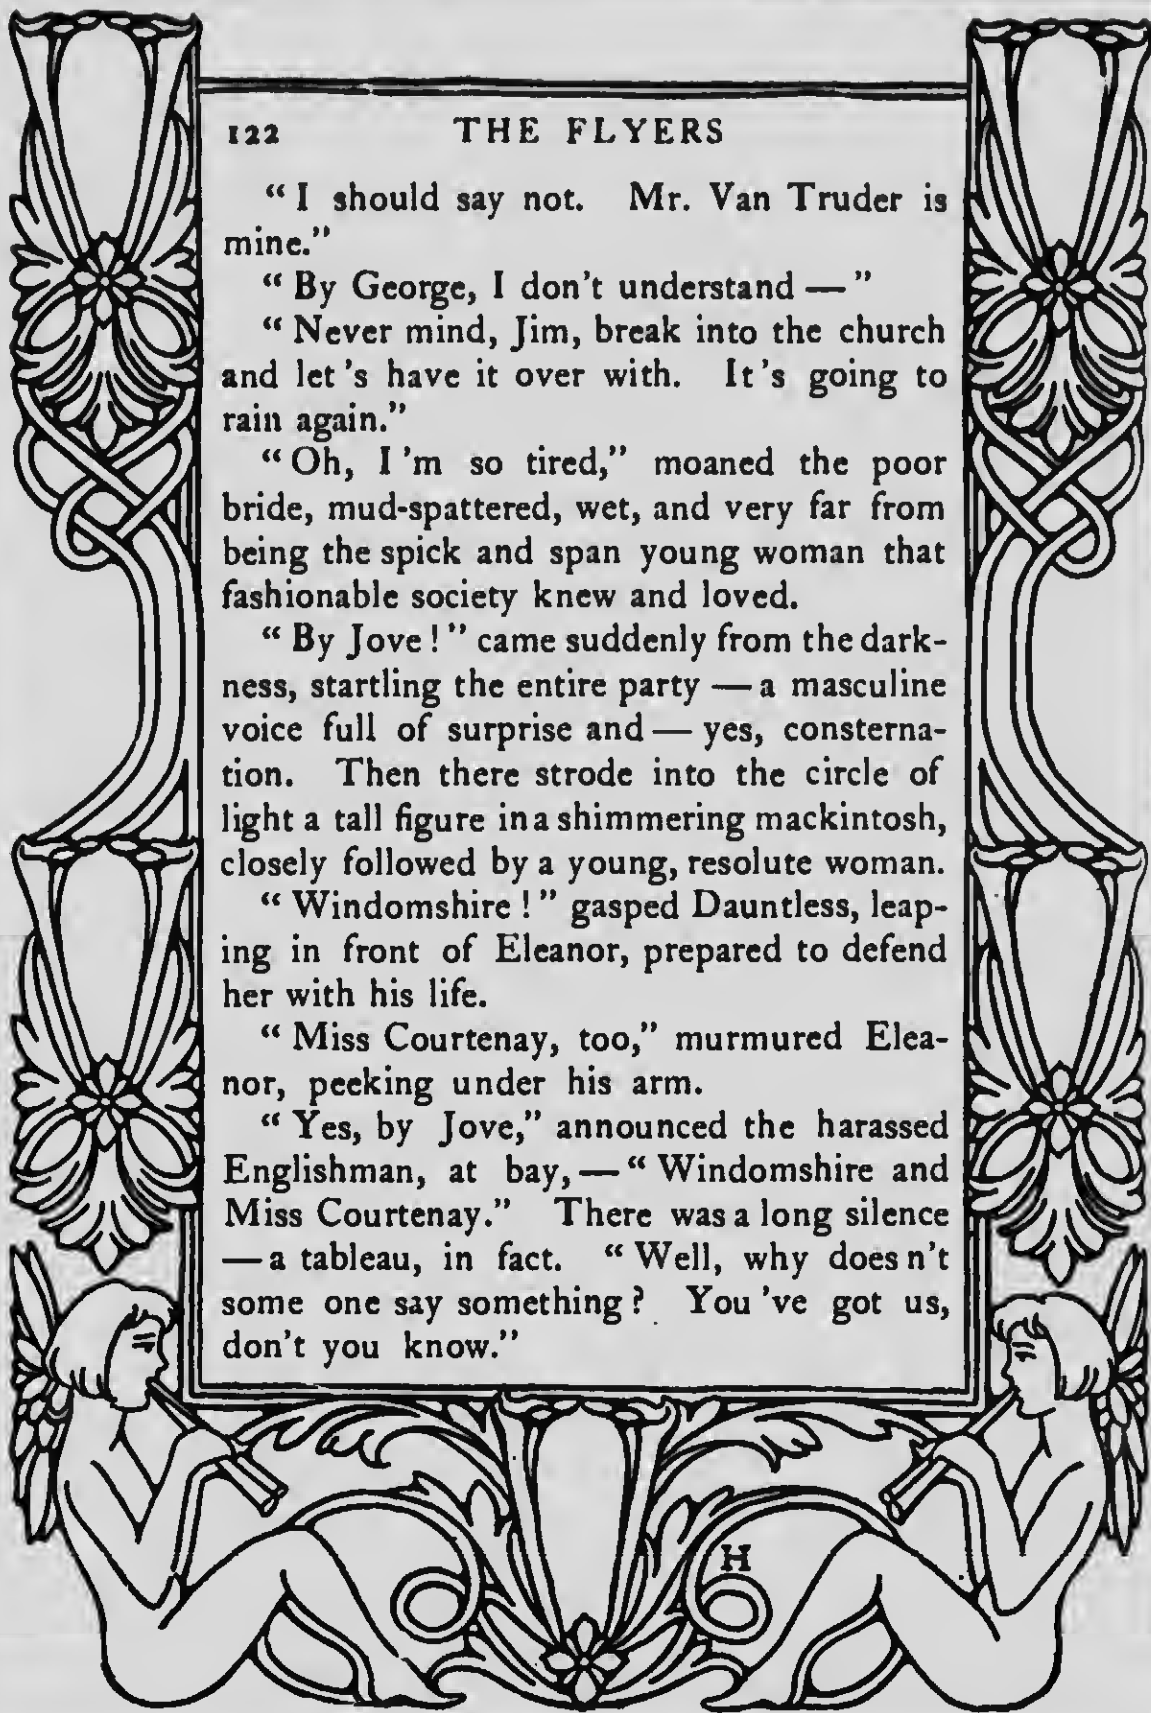 122 THE FLYERS
“ I should say not. Mr. Van Truder is
mine.”
“ By George, I don't understand — ”
“ Never mind, Jim, break into the church
and let 's have it over with. It 's going to
rain again.”
“ Oh, I 'm so tired,” moaned the poor
bride, mud-spattered, wet, and very far from
being the spick and span young woman that
fashionable society knew and loved.
“ By Jove ! ” came suddenly from the dark-
ness, startling the entire party — a masculine
voice full of surprise and — yes, consterna-
tion. Then there strode into the circle of
light a tall figure in a shimmering mackintosh,
closely followed by a young, resolute woman.
“ Windomshire ! ” gasped Dauntless, leap-
ing in front of Eleanor, prepared to defend
her with his life.
“ Miss Courtenay, too,” murmured Elea-
nor, peeking under his arm.
“ Yes, by Jove,” announced the harassed
Englishman, at bay, — “ Windomshire and
Miss Courtenay.” There was a long silence
— a tableau, in fact. “ Well, why does n't
some one say something ? You 've got us,
don't you know.”
H